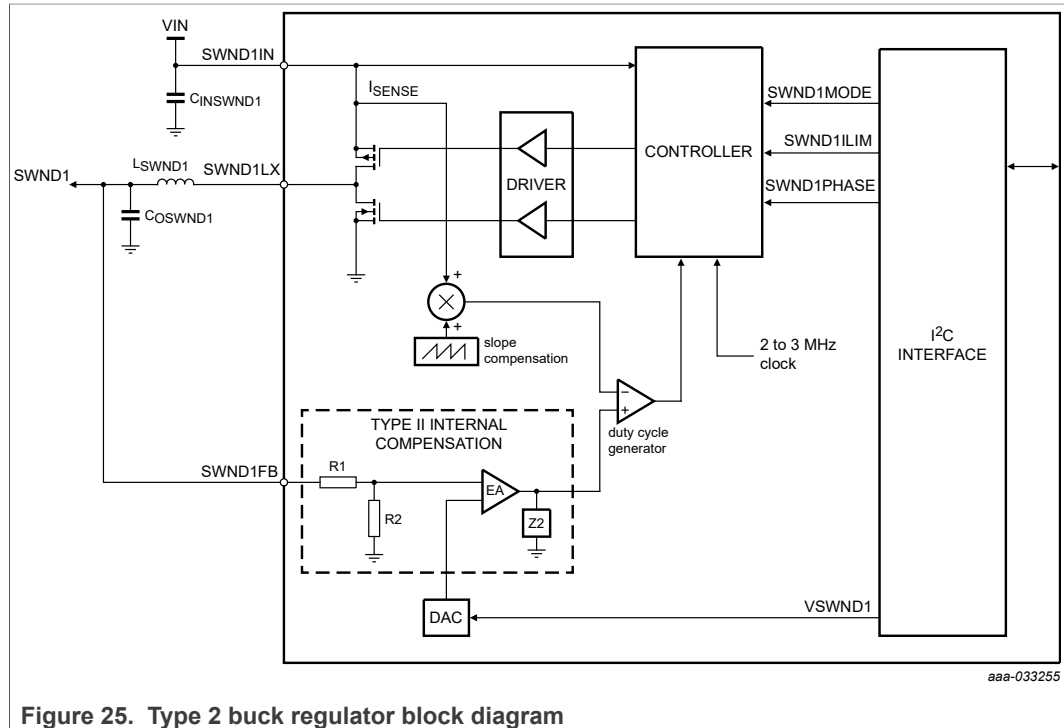 VIN
SWND1IN
CINSWND1
ISENSE
SWND1MODE
SWND1ILIM
SWND1PHASE
CONTROLLER
DRIVER
LSWND1
SWND1LX
SWND1
COSWND1
+
+
slope
compensation
2 to 3 MHz
clock
I2C
INTERFACE
−
+
duty cycle
generator
TYPE II INTERNAL
COMPENSATION
SWND1FB
R1
R2
EA
Z2
DAC
VSWND1
aaa-033255
Figure 25. Type 2 buck regulator block diagram